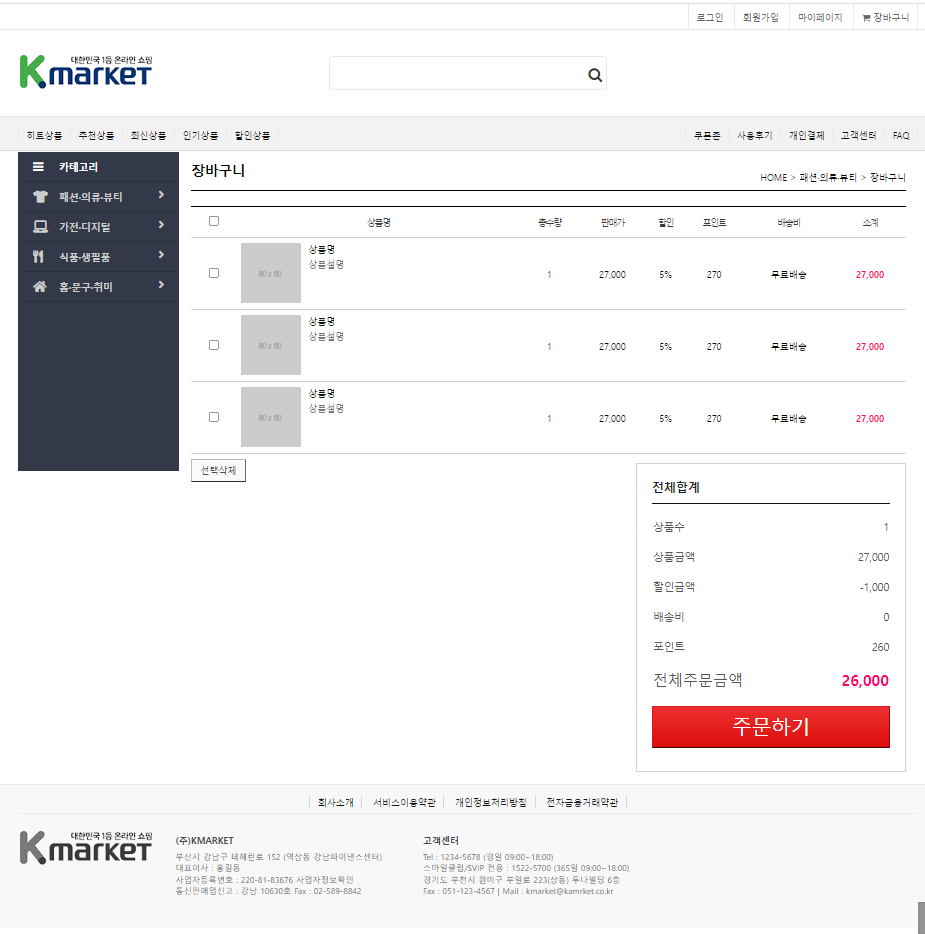 로그인 회원가입 마이페이지 장바구니
대한민국 1등 온라인 쇼핑
Kmarket
히트상품 추천상품 최신상품 인기상품 할인상품 쿠폰존 사용후기 개인결제 고객센터 FAQ
카테고리
패션·의류·뷰티
가전·디지털
식품·생필품
홈·문구·취미
장바구니
HOME > 패션·의류·뷰티 > 장바구니
상품명 총수량 판매가 할인 포인트 배송비 소계
80 x 80 상품명
상품설명
1 27,000 5% 270 무료배송 27,000
80 x 80 상품명
상품설명
1 27,000 5% 270 무료배송 27,000
80 x 80 상품명
상품설명
1 27,000 5% 270 무료배송 27,000
선택삭제
전체합계
상품수 1
상품금액 27,000
할인금액 -1,000
배송비 0
포인트 260
전체주문금액 26,000
주문하기
회사소개 서비스이용약관 개인정보처리방침 전자금융거래약관
대한민국 1등 온라인 쇼핑
Kmarket
(주)KMARKET
부산시 강남구 테헤란로 152 (역삼동 강남파이낸스센터)
대표이사 : 홍길동
사업자등록번호 : 220-81-83676 사업자정보확인
통신판매업신고 : 강남 10630호 Fax : 02-589-8842
고객센터
Tel : 1234-5678 (평일 09:00~18:00)
스마일클럽/SVIP 전용 : 1522-5700 (365일 09:00~18:00)
경기도 부천시 원미구 부일로 223(상동) 투나빌딩 6층
Fax : 051-123-4567 | Mail : kmarket@kamrket.co.kr